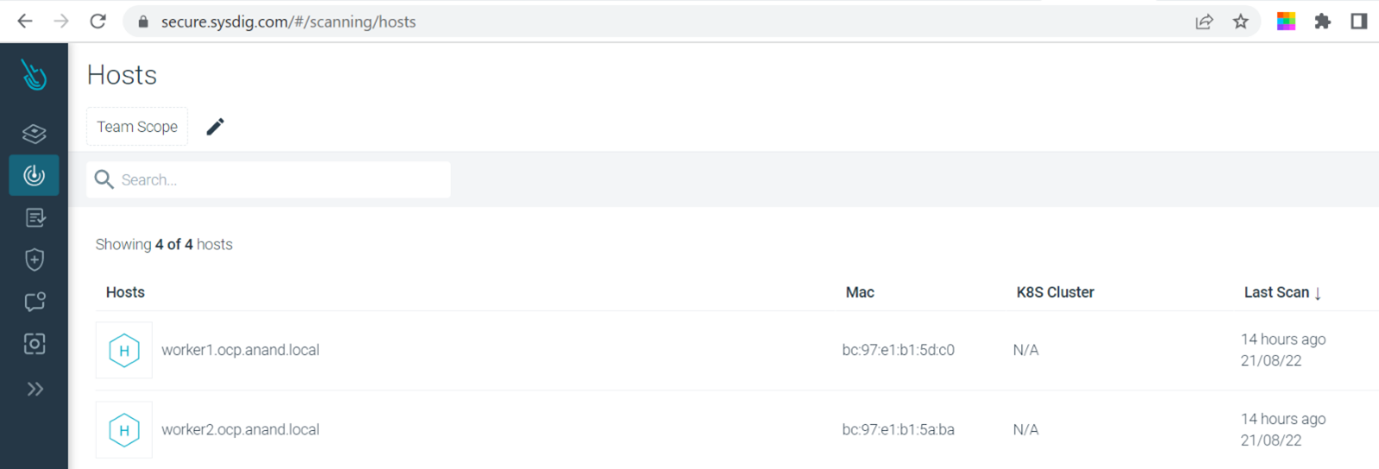 secure.sysdig.com/#/scanning/hosts
Hosts
Team Scope
Search...
Showing 4 of 4 hosts
Hosts Mac K8S Cluster Last Scan ↓
H worker1.ocp.anand.local bc:97:e1:b1:5d:c0 N/A 14 hours ago
21/08/22
H worker2.ocp.anand.local bc:97:e1:b1:5a:ba N/A 14 hours ago
21/08/22